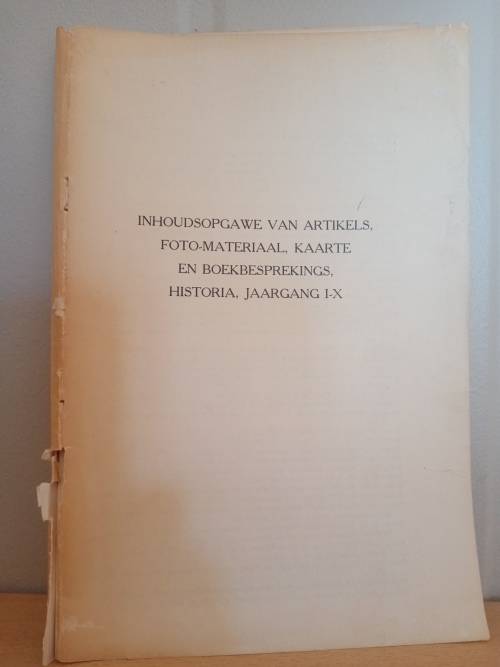 INHOUDSOPGAWE VAN ARTIKELS,
FOTO-MATERIAAL, KAARTE
EN BOEKBESPREKINGS,
HISTORIA, JAARGANG I-X